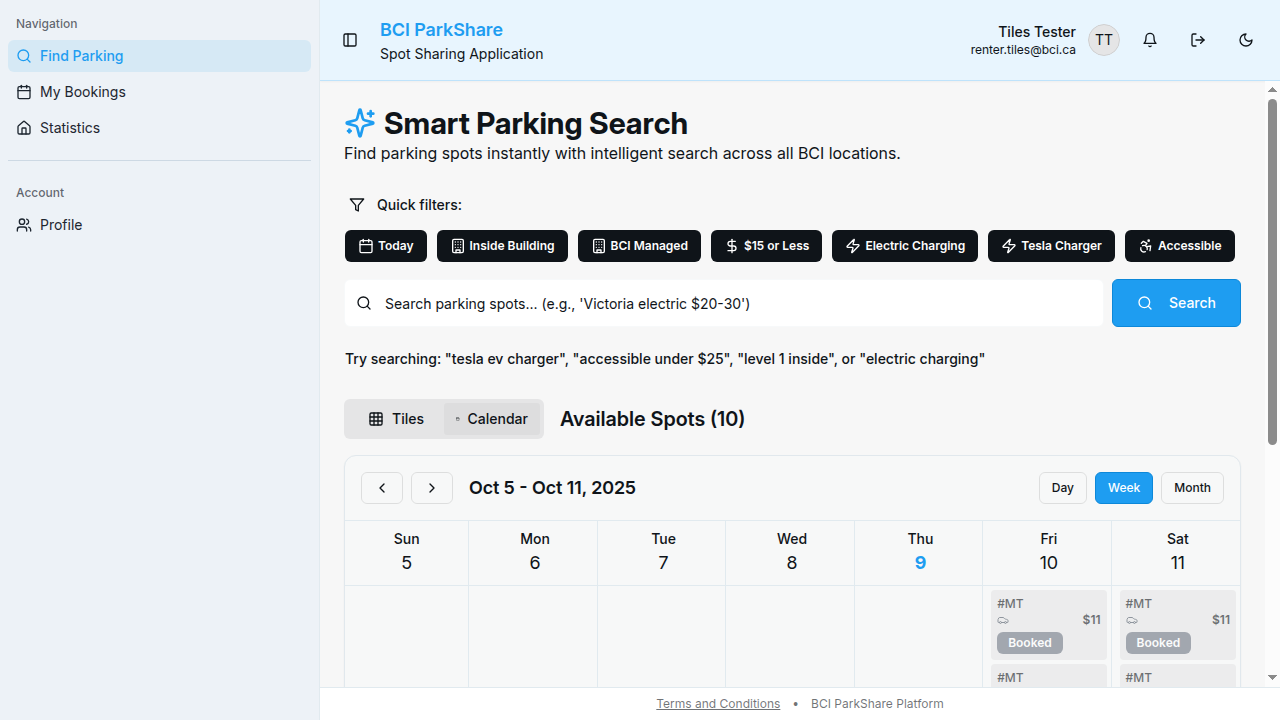 Navigation
Find Parking
My Bookings
Statistics
Account
Profile
BCI ParkShare
Spot Sharing Application
Tiles Tester
renter.tiles@bci.ca
TT
Smart Parking Search
Find parking spots instantly with intelligent search across all BCI locations.
Quick filters:
Today
Inside Building
BCI Managed
$15 or Less
Electric Charging
Tesla Charger
Accessible
Search parking spots... (e.g., 'Victoria electric $20-30')
Search
Try searching: "tesla ev charger", "accessible under $25", "level 1 inside", or "electric charging"
Tiles
Calendar
Available Spots (10)
Oct 5 - Oct 11, 2025
Day
Week
Month
Sun
5
Mon
6
Tue
7
Wed
8
Thu
9
Fri
10
Sat
11
#MT
$11
Booked
#MT
$11
Booked
#MT
#MT
Terms and Conditions • BCI ParkShare Platform